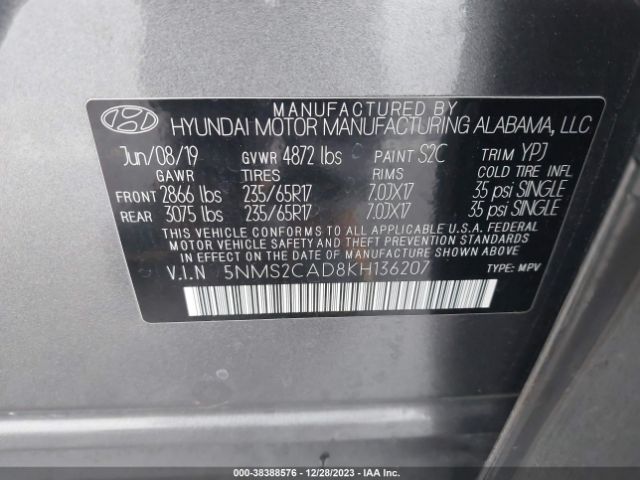 MANUFACTURED BY
HYUNDAI MOTOR MANUFACTURING ALABAMA, LLC
Jun/08/19 GVWR 4872 lbs PAINT S2C TRIM YPJ
GAWR TIRES RIMS COLD TIRE INFL
FRONT 2866 lbs 235/65R17 7.0JX17 35 psi SINGLE
REAR 3075 lbs 235/65R17 7.0JX17 35 psi SINGLE
THIS VEHICLE CONFORMS TO ALL APPLICABLE U.S.A. FEDERAL
MOTOR VEHICLE SAFETY AND THEFT PREVENTION STANDARDS
IN EFFECT ON THE DATE OF MANUFACTURE SHOWN ABOVE.
V.I.N 5NMS2CAD8KH136207 TYPE: MPV
000-38388576 - 12/28/2023 - IAAI.COM